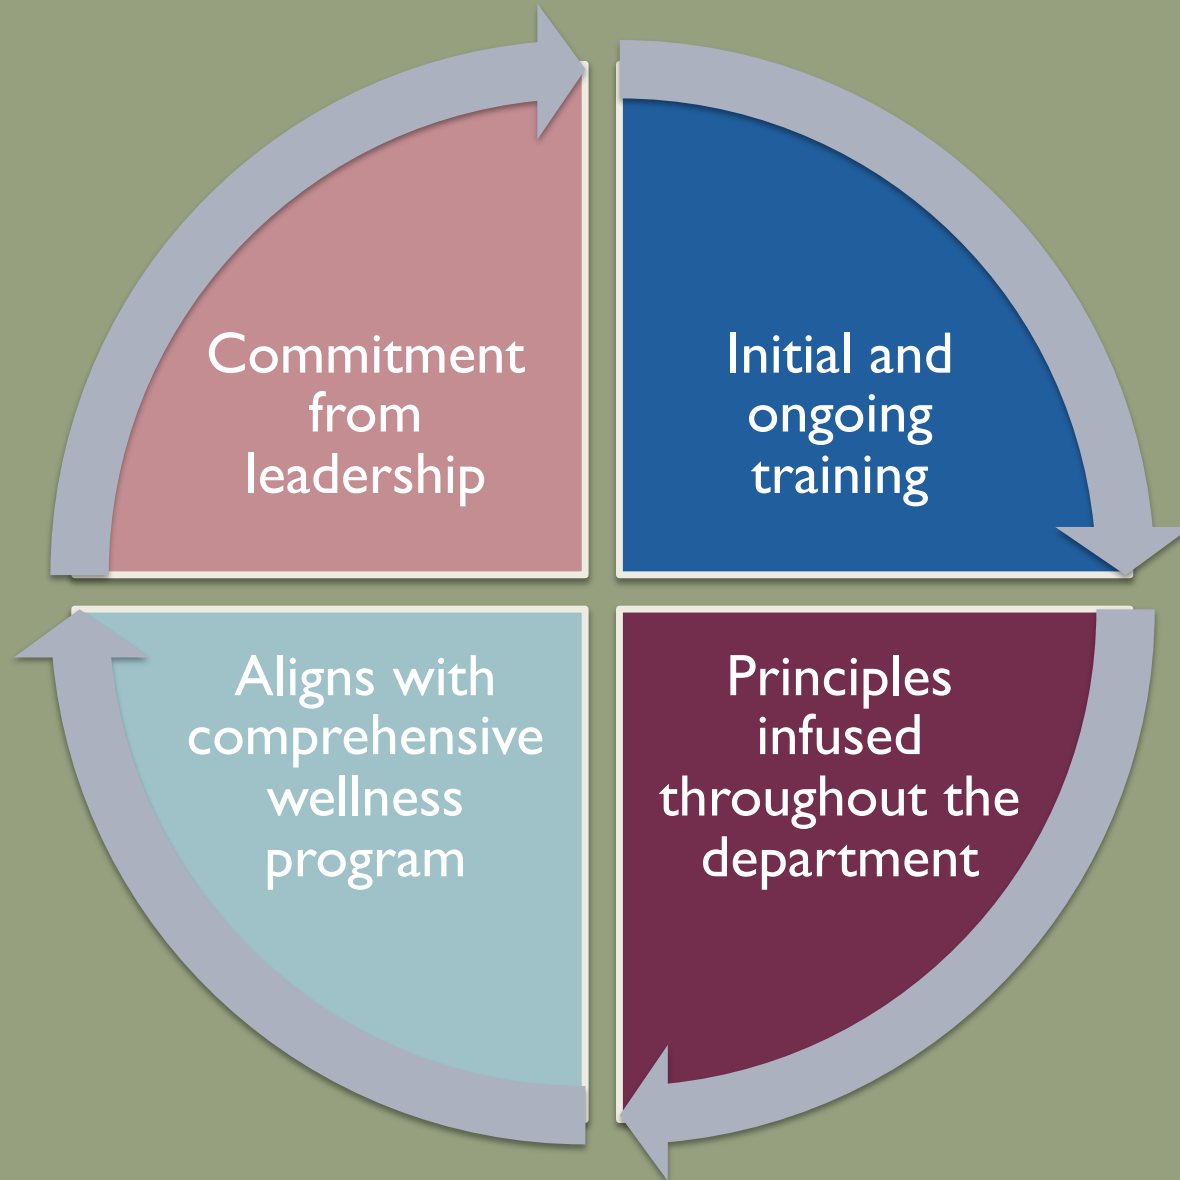 Commitment
from
leadership
Initial and
ongoing
training
Aligns with
comprehensive
wellness
program
Principles
infused
throughout the
department